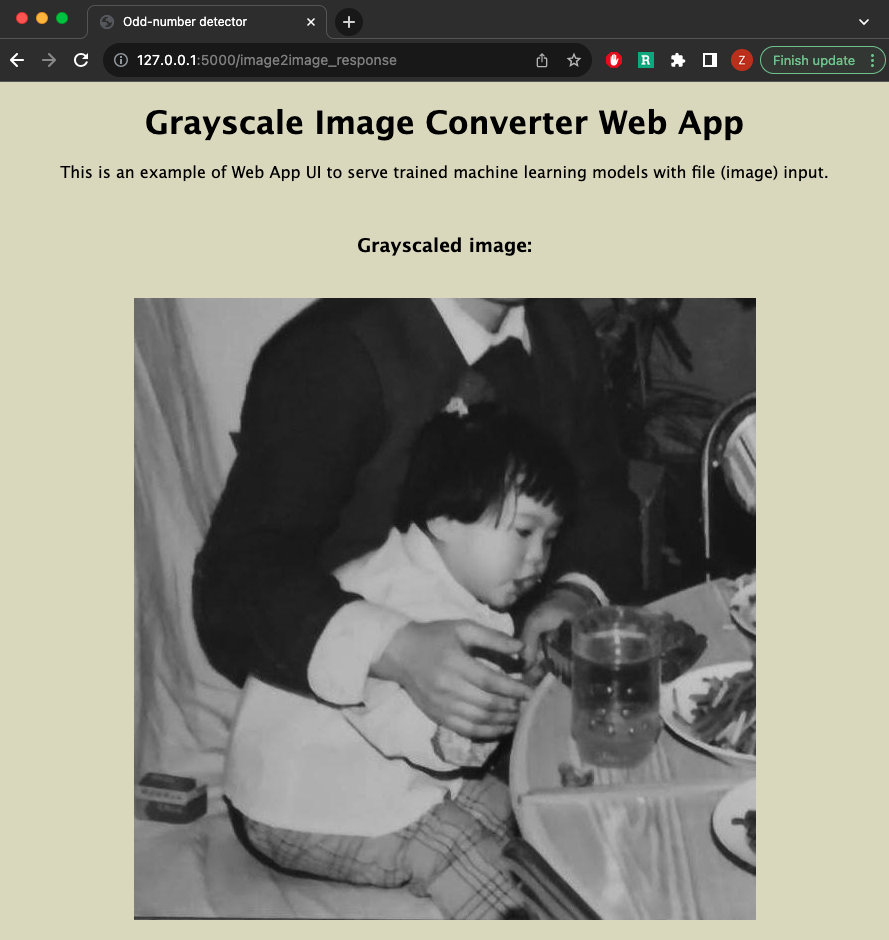 Odd-number detector
127.0.0.1:5000/image2image_response
R
Z
Finish update
Grayscale Image Converter Web App
This is an example of Web App UI to serve trained machine learning models with file (image) input.
Grayscaled image: